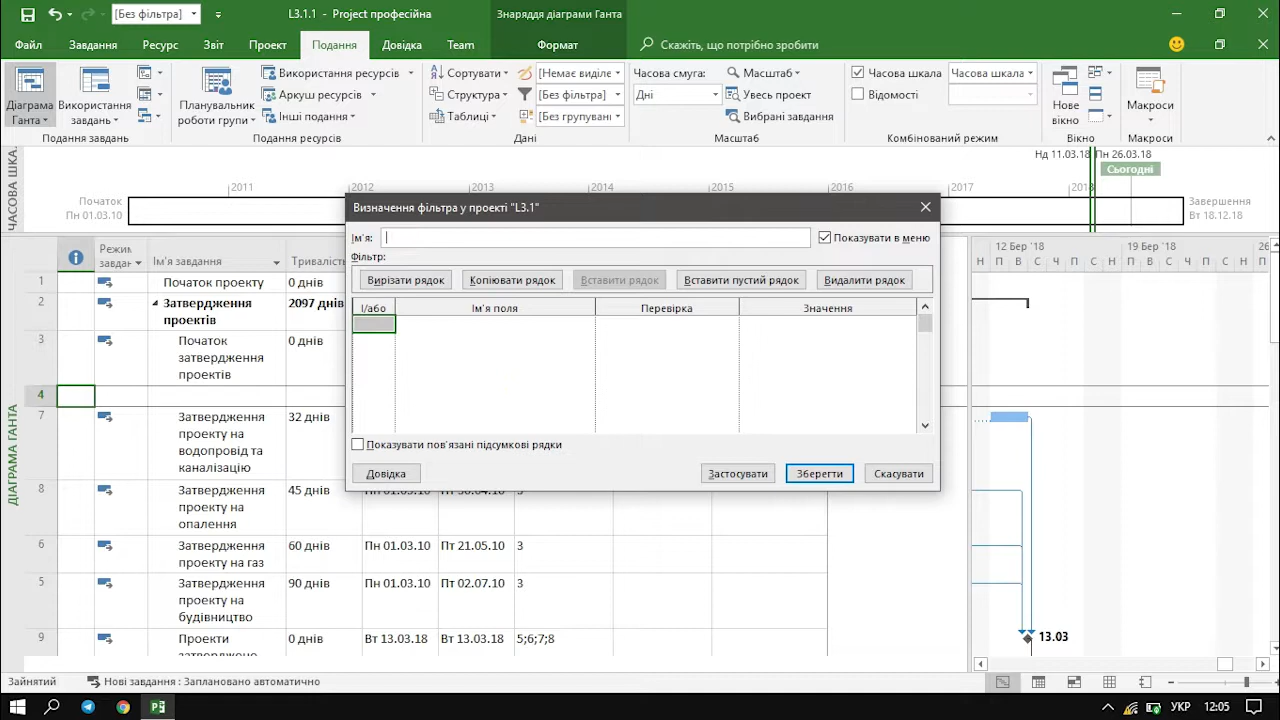 [Без фільтра]
L3.1.1 - Project професійна
Знаряддя діаграми Ганта
Файл
Завдання
Ресурс
Звіт
Проект
Подання
Довідка
Team
Формат
Скажіть, що потрібно зробити
Діаграма Ганта
Використання завдань
Подання завдань
Планувальник роботи групи
Використання ресурсів
Аркуш ресурсів
Інші подання
Подання ресурсів
Сортувати
Структура
Таблиці
[Немає виділе
[Без фільтра]
[Без групуванн
Дані
Часова смуга:
Дні
Масштаб
Увесь проект
Вибрані завдання
Масштаб
Часова шкала
Часова шкала
Відомості
Комбінований режим
Нове вікно
Вікно
Макроси
Макроси
ЧАСОВА ШКА
Нд 11.03.18
Пн 26.03.18
Сьогодні
2011
2012
2013
2014
2015
2016
2017
2018
Початок
Пн 01.03.10
Завершення
Вт 18.12.18
Визначення фільтра у проекті "L3.1"
Ім'я:
Показувати в меню
Фільтр:
Вирізати рядок
Копіювати рядок
Вставити рядок
Вставити пустий рядок
Видалити рядок
І/або
Ім'я поля
Перевірка
Значення
Показувати пов'язані підсумкові рядки
Довідка
Застосувати
Зберегти
Скасувати
ДІАГРАМА ГАНТА
Режим
завдан
Ім'я завдання
Триваліст
12 Бер '18
19 Бер '18
26
Н П В С Ч П С Н П В С Ч П С Н П
1 Початок проекту 0 днів
2 Затвердження проектів 2097 днів
3 Початок затвердження проектів 0 днів
4
7 Затвердження проекту на водопровід та каналізацію 32 днів
8 Затвердження проекту на опалення 45 днів Пн 01.03.10 Пт 30.04.10 3
6 Затвердження проекту на газ 60 днів Пн 01.03.10 Пт 21.05.10 3
5 Затвердження проекту на будівництво 90 днів Пн 01.03.10 Пт 02.07.10 3
9 Проекти затверджено 0 днів Вт 13.03.18 Вт 13.03.18 5;6;7;8
13.03
Зайнятий
Нові завдання : Заплановано автоматично
УКР
12:05